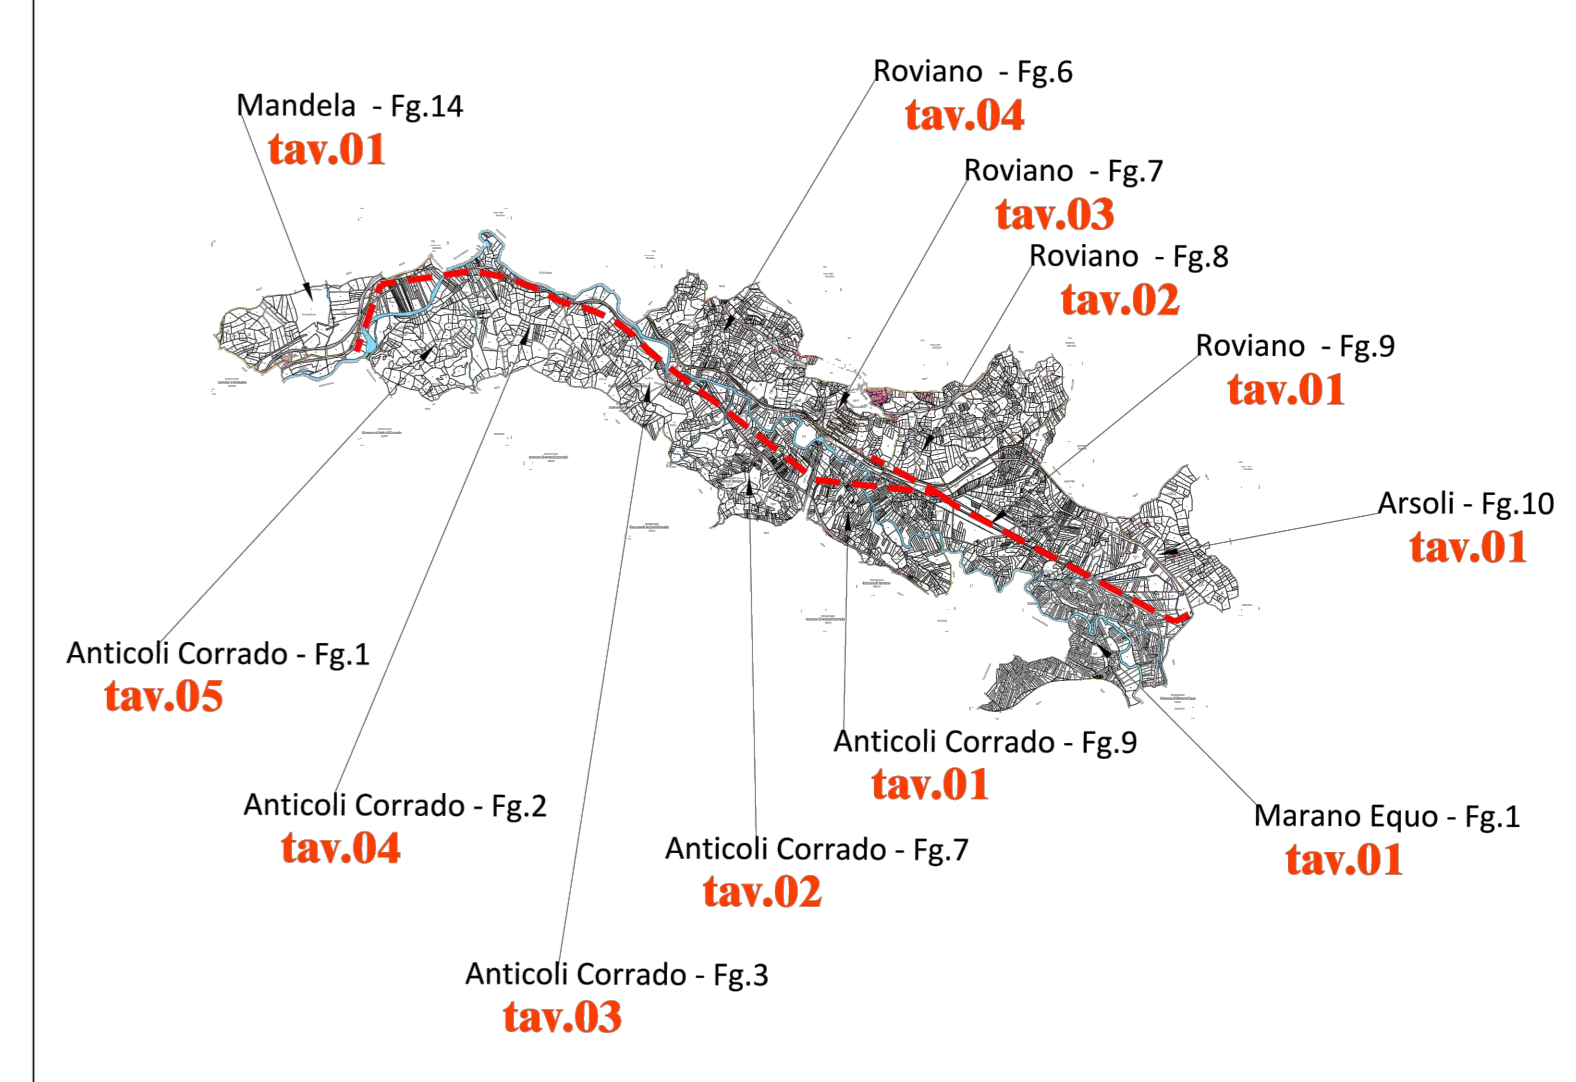 Roviano - Fg.6
tav.04
Mandela - Fg.14
tav.01
Roviano - Fg.7
tav.03
Roviano - Fg.8
tav.02
Roviano - Fg.9
tav.01
Arsoli - Fg.10
tav.01
Anticoli Corrado - Fg.1
tav.05
Anticoli Corrado - Fg.9
tav.01
Anticoli Corrado - Fg.2
tav.04
Marano Equo - Fg.1
tav.01
Anticoli Corrado - Fg.7
tav.02
Anticoli Corrado - Fg.3
tav.03